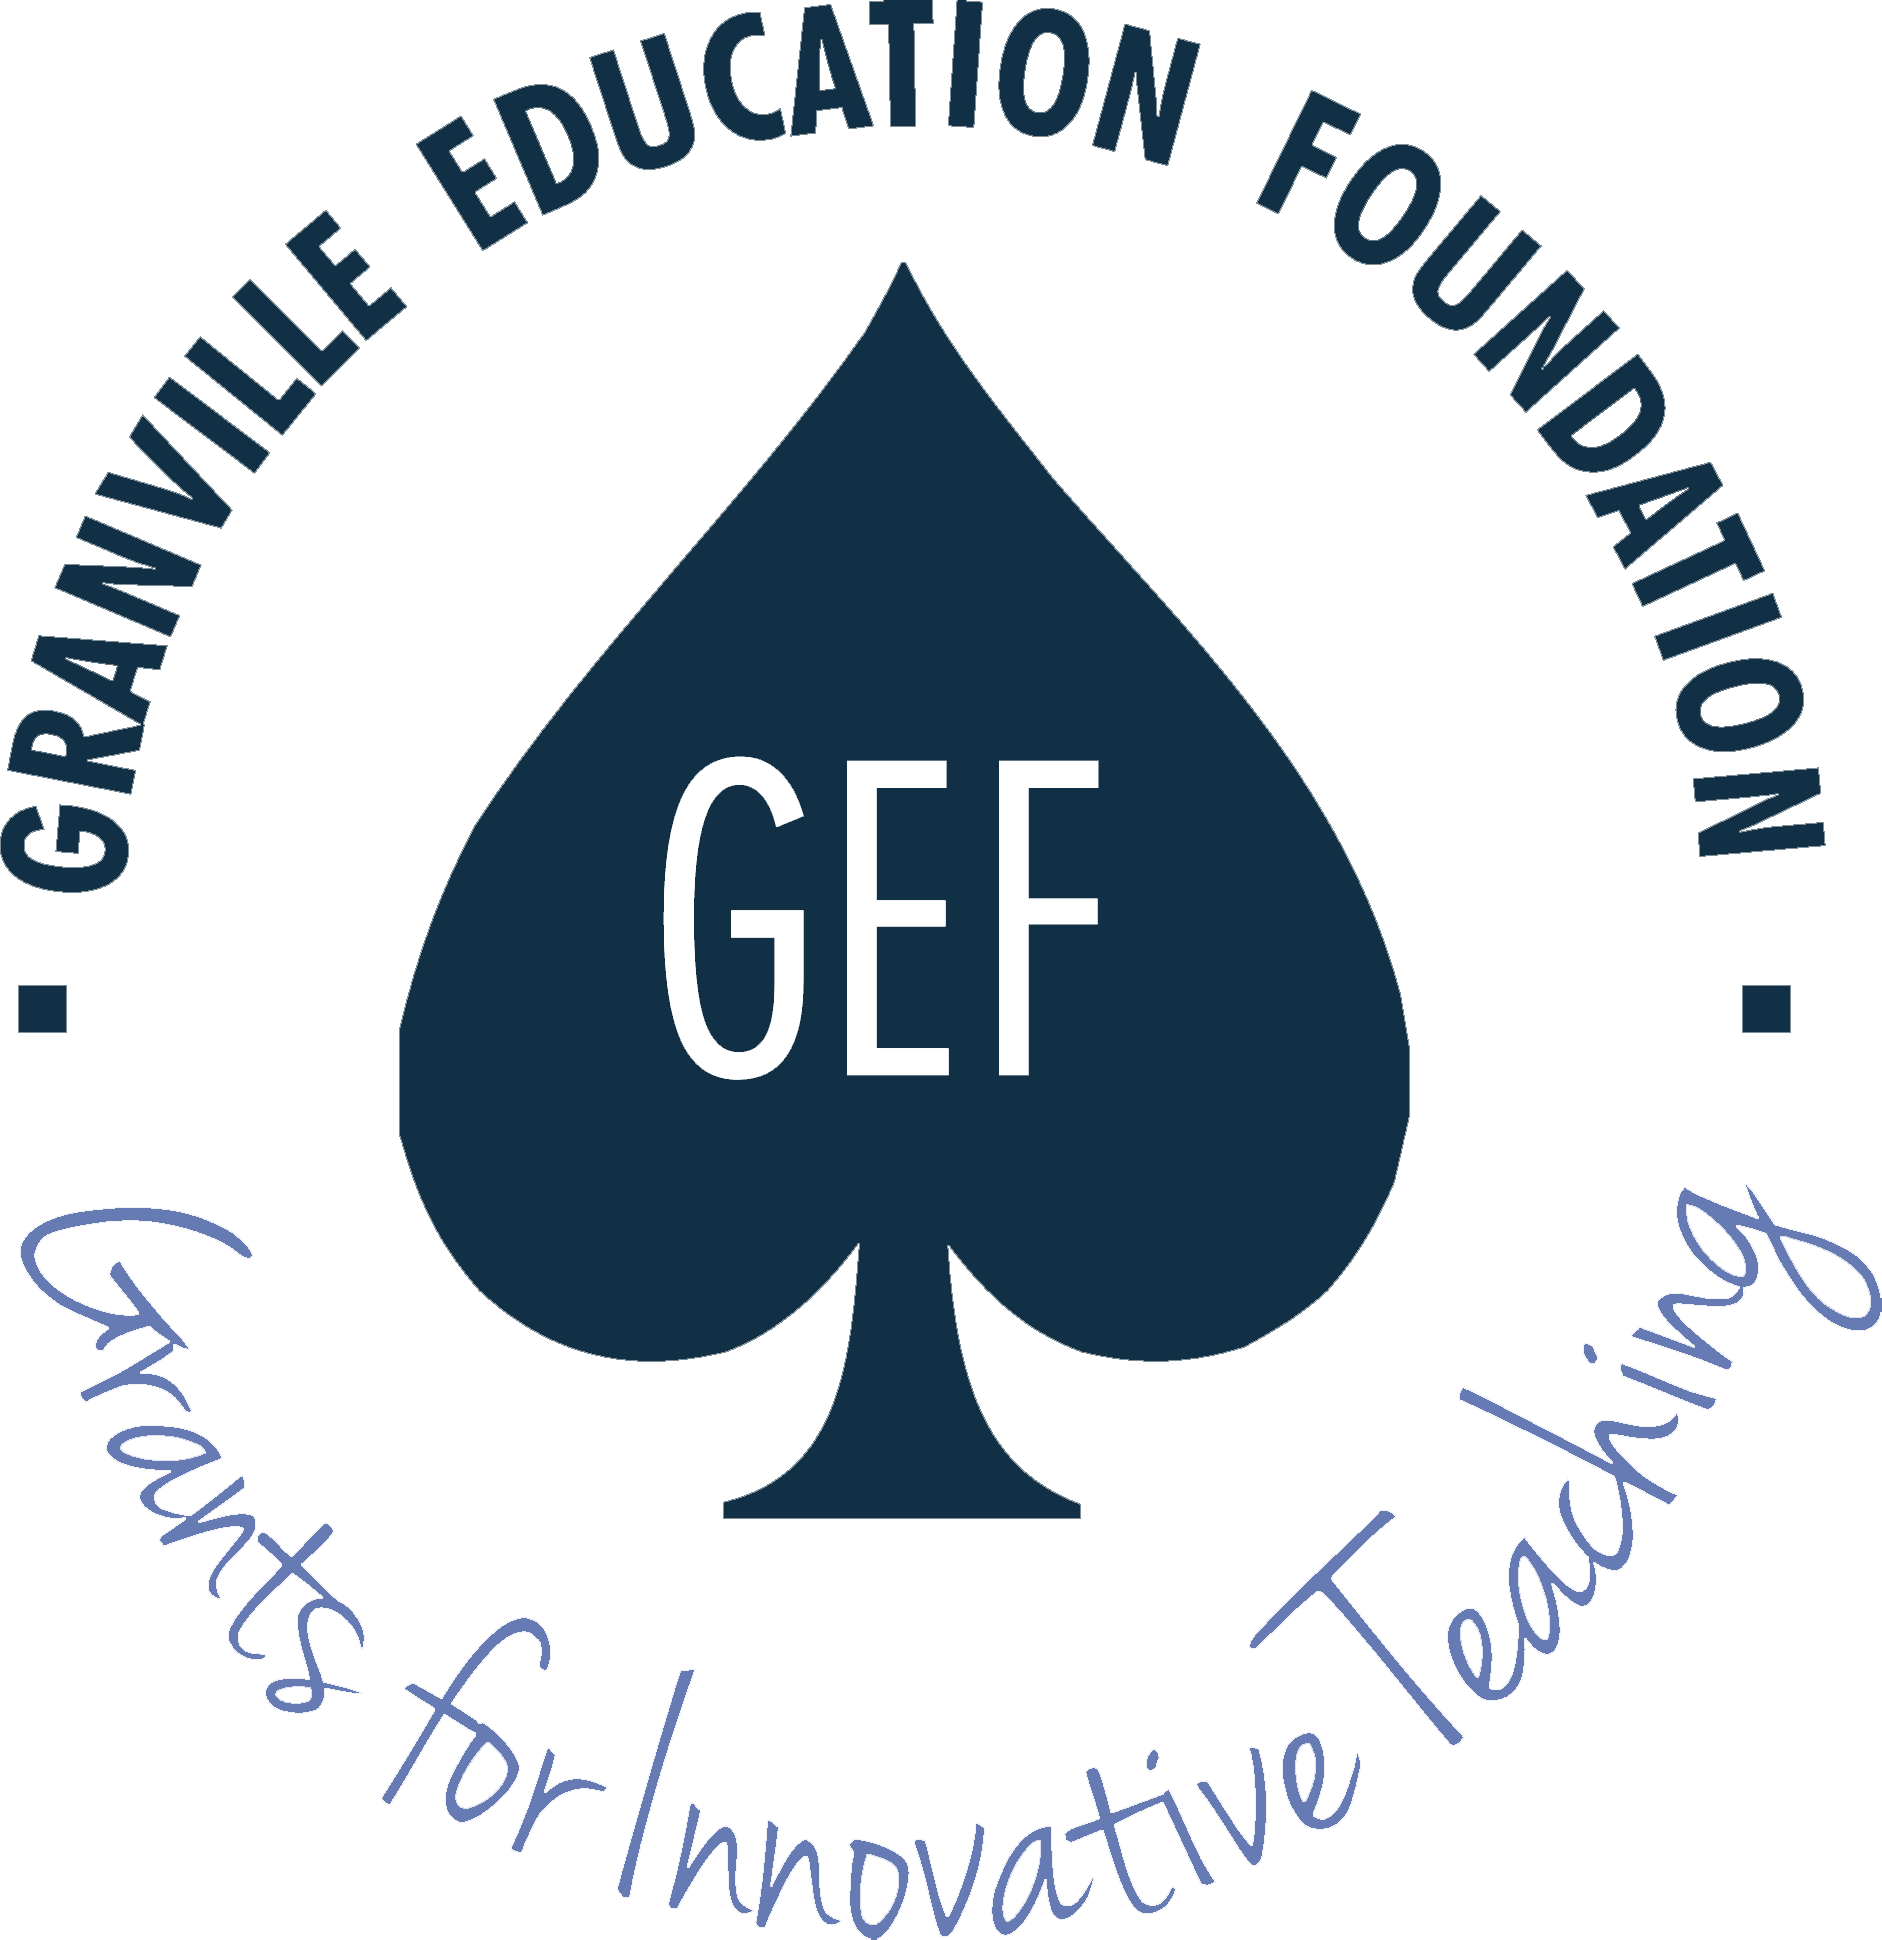 GRANVILLE EDUCATION FOUNDATION
GEF
Grants for Innovative Teaching